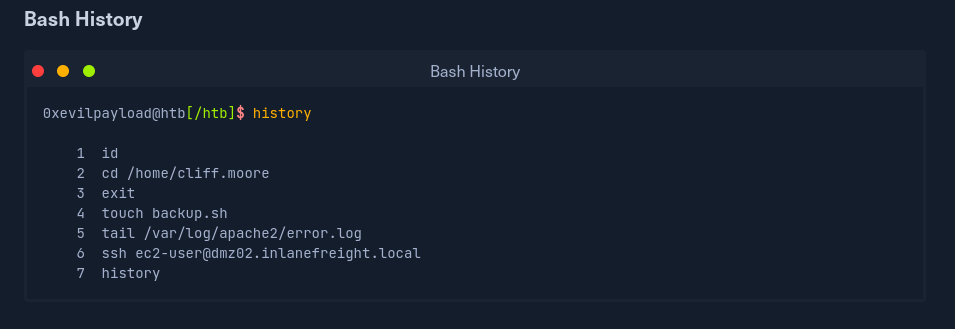 Bash History
Bash History
0xevilpayload@htb[/htb]$ history
1 id
2 cd /home/cliff.moore
3 exit
4 touch backup.sh
5 tail /var/log/apache2/error.log
6 ssh ec2-user@dmz02.inlanefreight.local
7 history